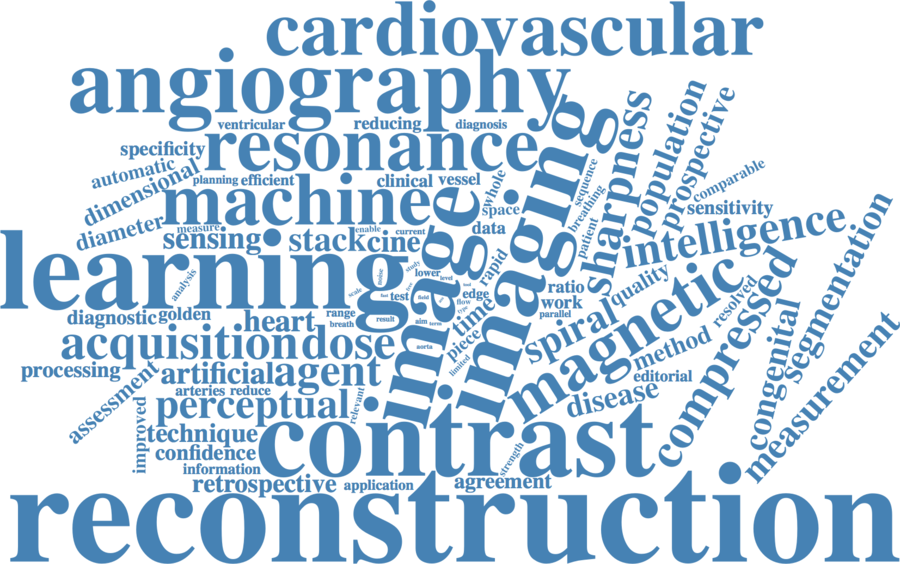 cardiovascular
angiography
ventricular
reducing
diagnosis
specificity
resonance
automatic
dimensional
planning
efficient
clinical
vessel
whole
space
sequence
breathing
sharpness
population
prospective
comparable
sensitivity
diameter
machine
measure
sensing
stack
enable
cine
current
data
patient
intelligence
learning
analysis
image
imaging
study
lower
level
rapid
edge
flow
time
ratio
work
parallel
quality
magnetic
resolved
compressed
segmentation
diagnostic
golden
scale
test
field
range
breath
result
aim
aorta
piece
limited
spiral
method
editorial
disease
congenital
measurement
heart
acquisition
dose
processing
assessment
artificial
agent
arteries
reduce
relevant
perceptual
improved
technique
confidence
information
contrast
strength
retrospective
application
agreement
reconstruction